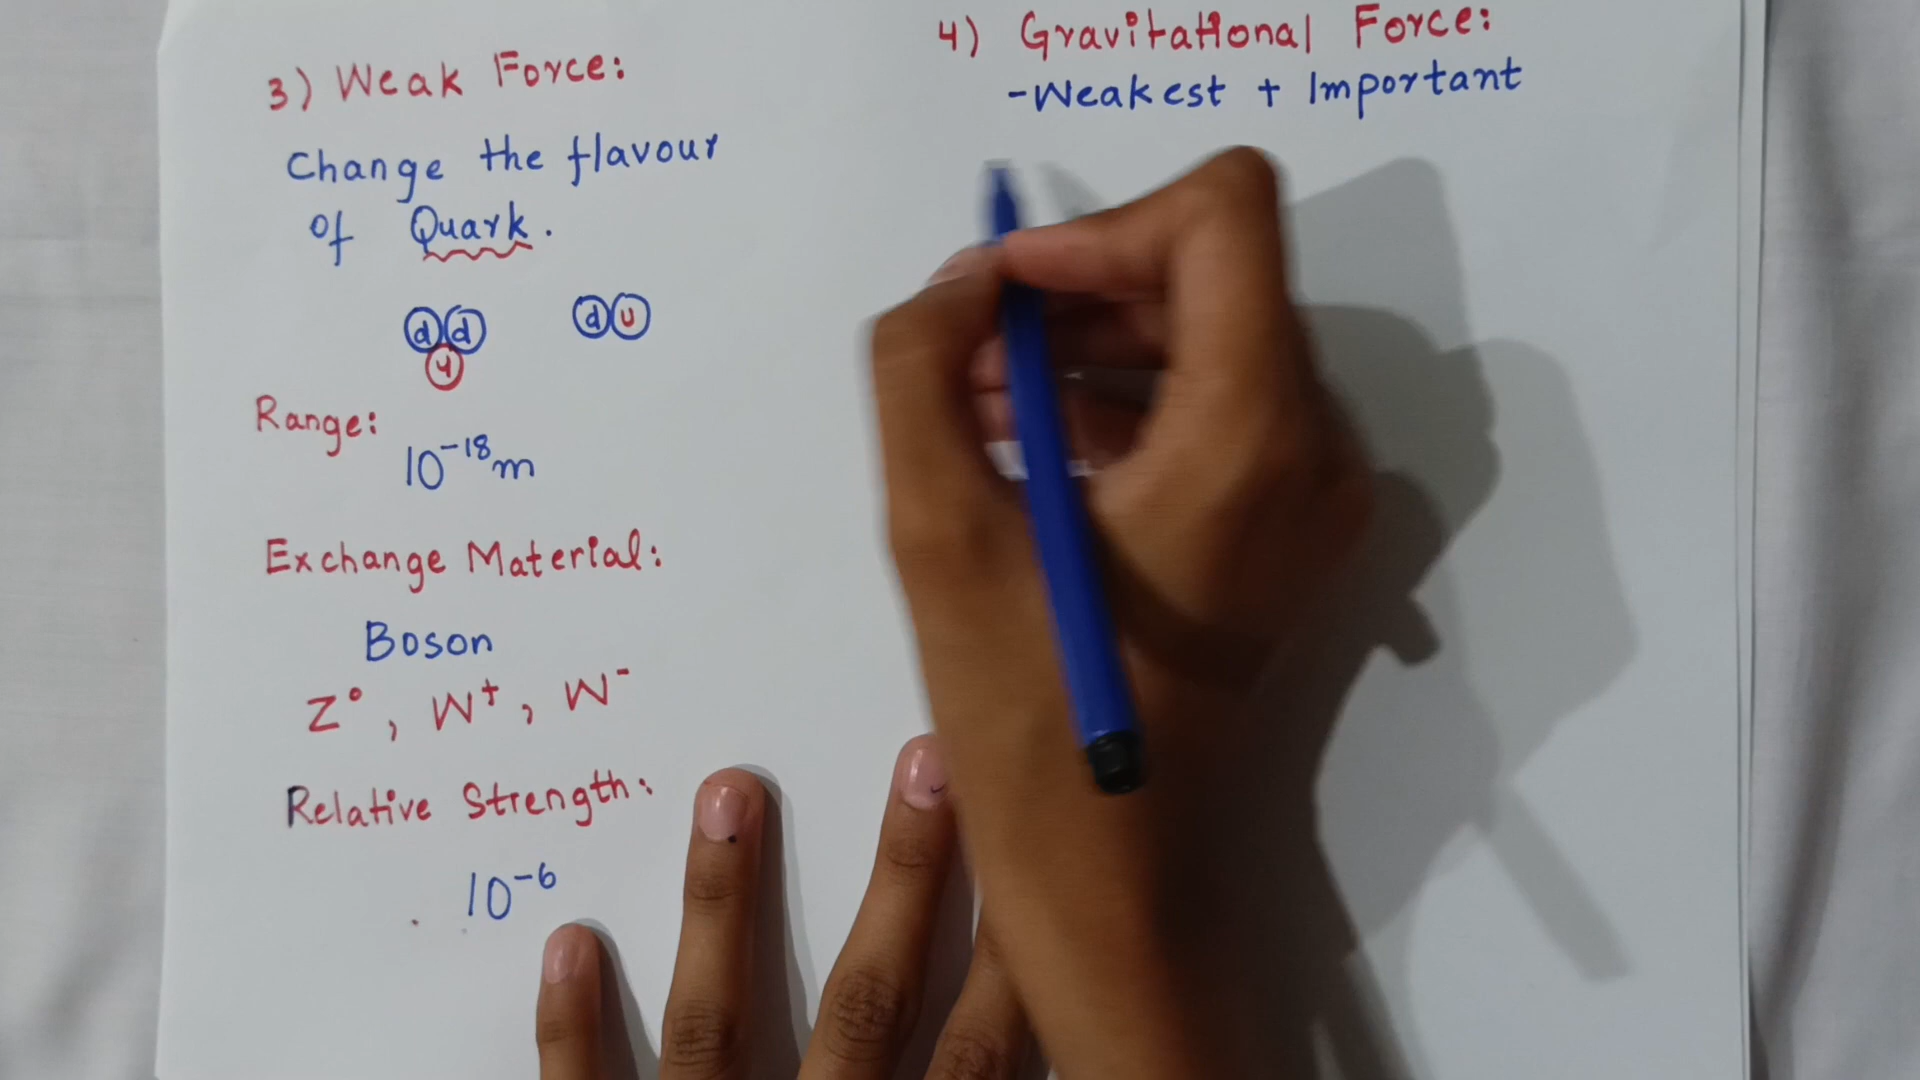 3) Weak Force:
Change the flavour
of Quark.
d d d u
u
Range:
10⁻¹⁸m
Exchange Material:
Boson
Z°, W⁺, W⁻
Relative Strength:
10⁻⁶
4) Gravitational Force:
-Weakest + Important